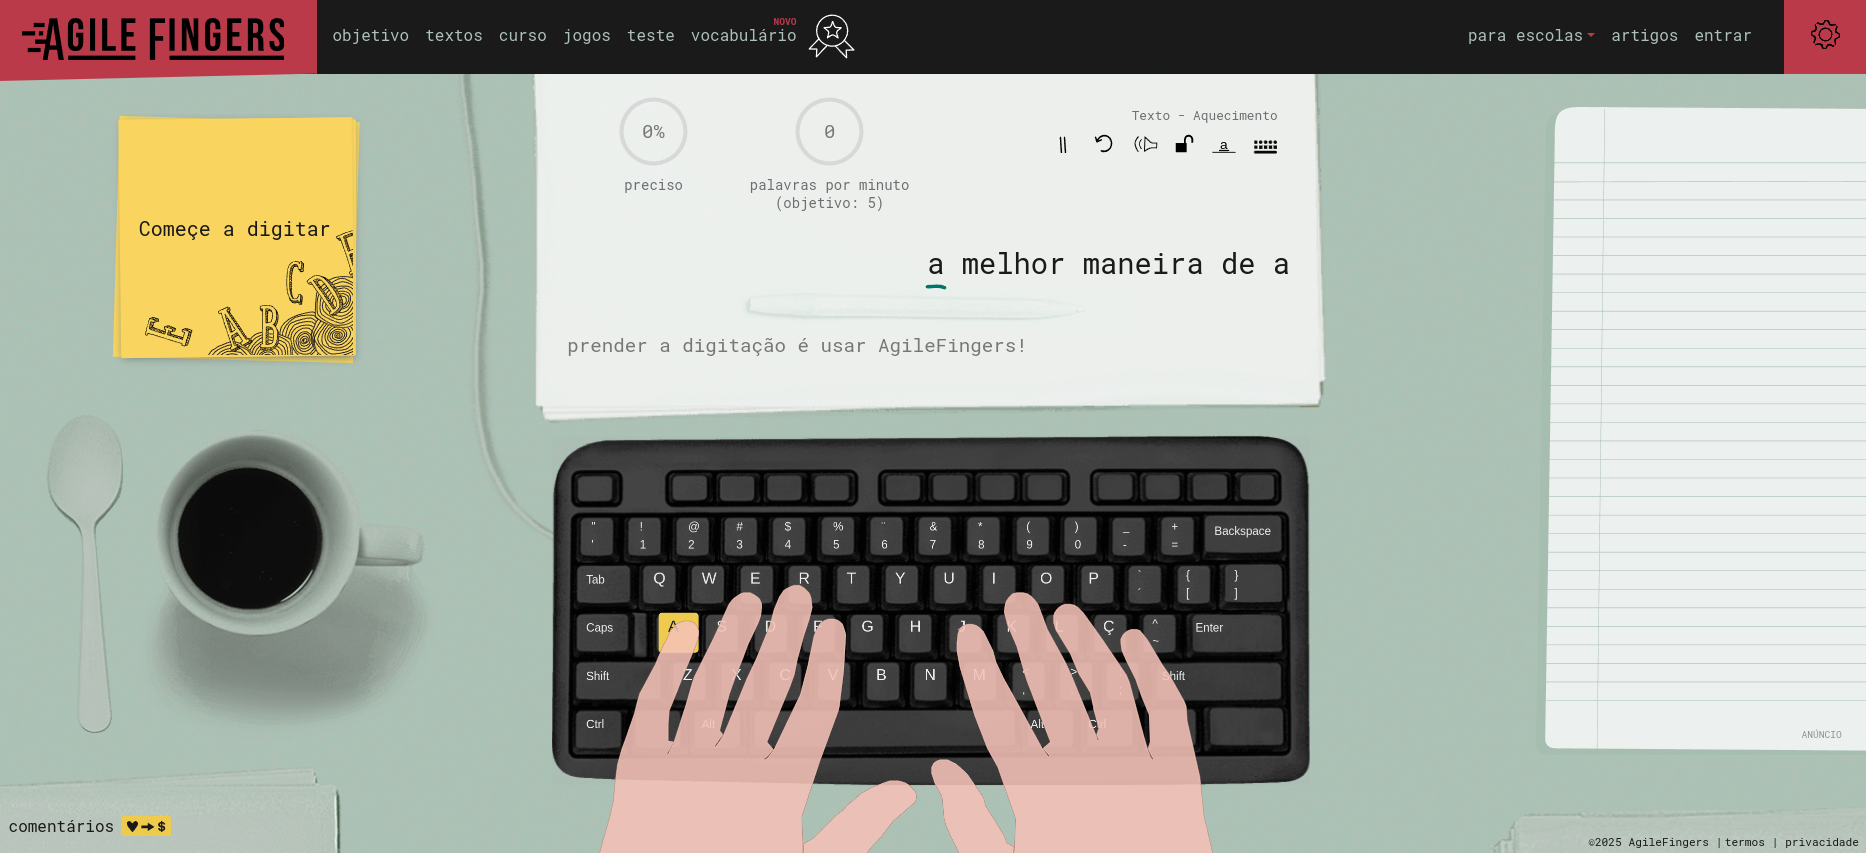 AGILE FINGERS
objetivo textos curso jogos teste vocabulário NOVO
para escolas artigos entrar
0%
preciso
0
palavras por minuto
(objetivo: 5)
Texto - Aquecimento
a
Começe a digitar
E A B C D
a melhor maneira de a
prender a digitação é usar AgileFingers!
" ! @ # $ % ¨ & * ( ) _ + Backspace
' 1 2 3 4 5 6 7 8 9 0 - =
Tab Q W E R T Y U I O P ` { }
´ [ ]
Caps A S D F G H J K L Ç ^ Enter
~
Shift Z X C V B N M > Shift
Ctrl Alt Alt Ctrl
ANÚNCIO
comentários $
©2025 AgileFingers | termos | privacidade